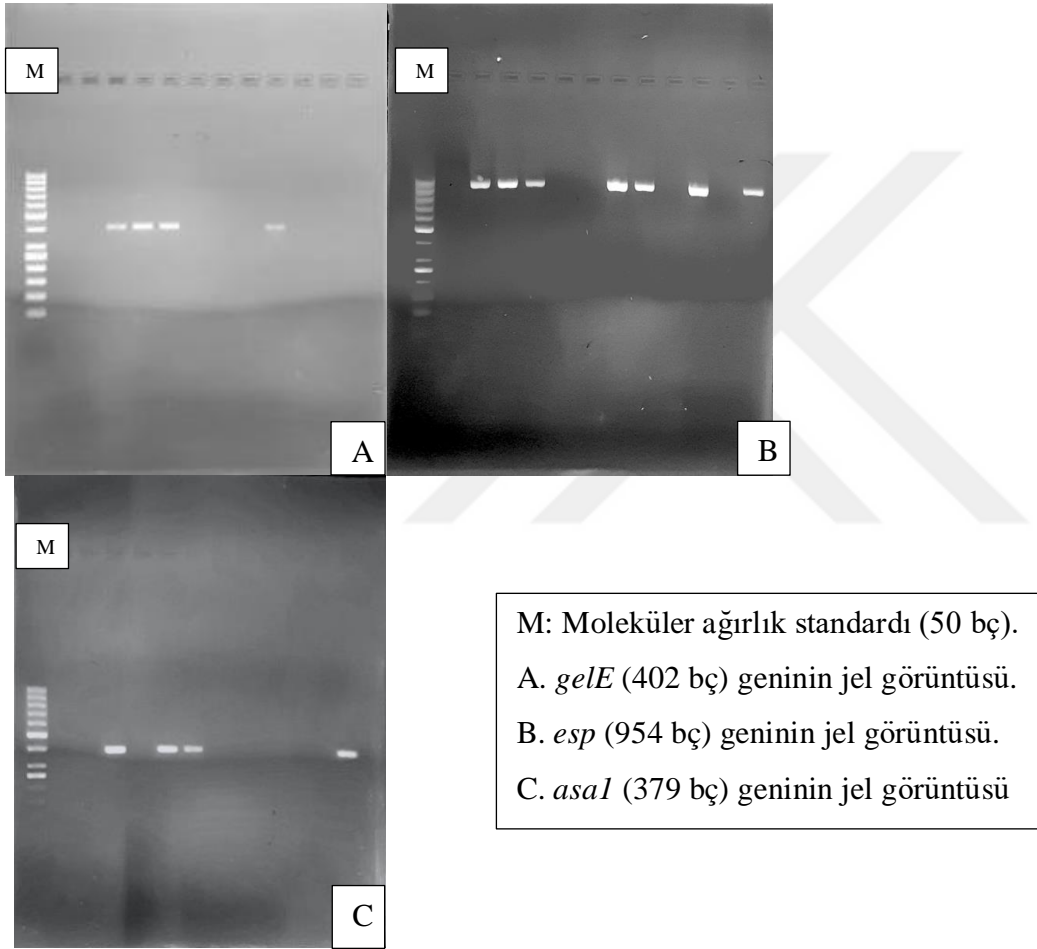 M
M
A
B
M
C
M: Moleküler ağırlık standardı (50 bç).
A. gelE (402 bç) geninin jel görüntüsü.
B. esp (954 bç) geninin jel görüntüsü.
C. asa1 (379 bç) geninin jel görüntüsü